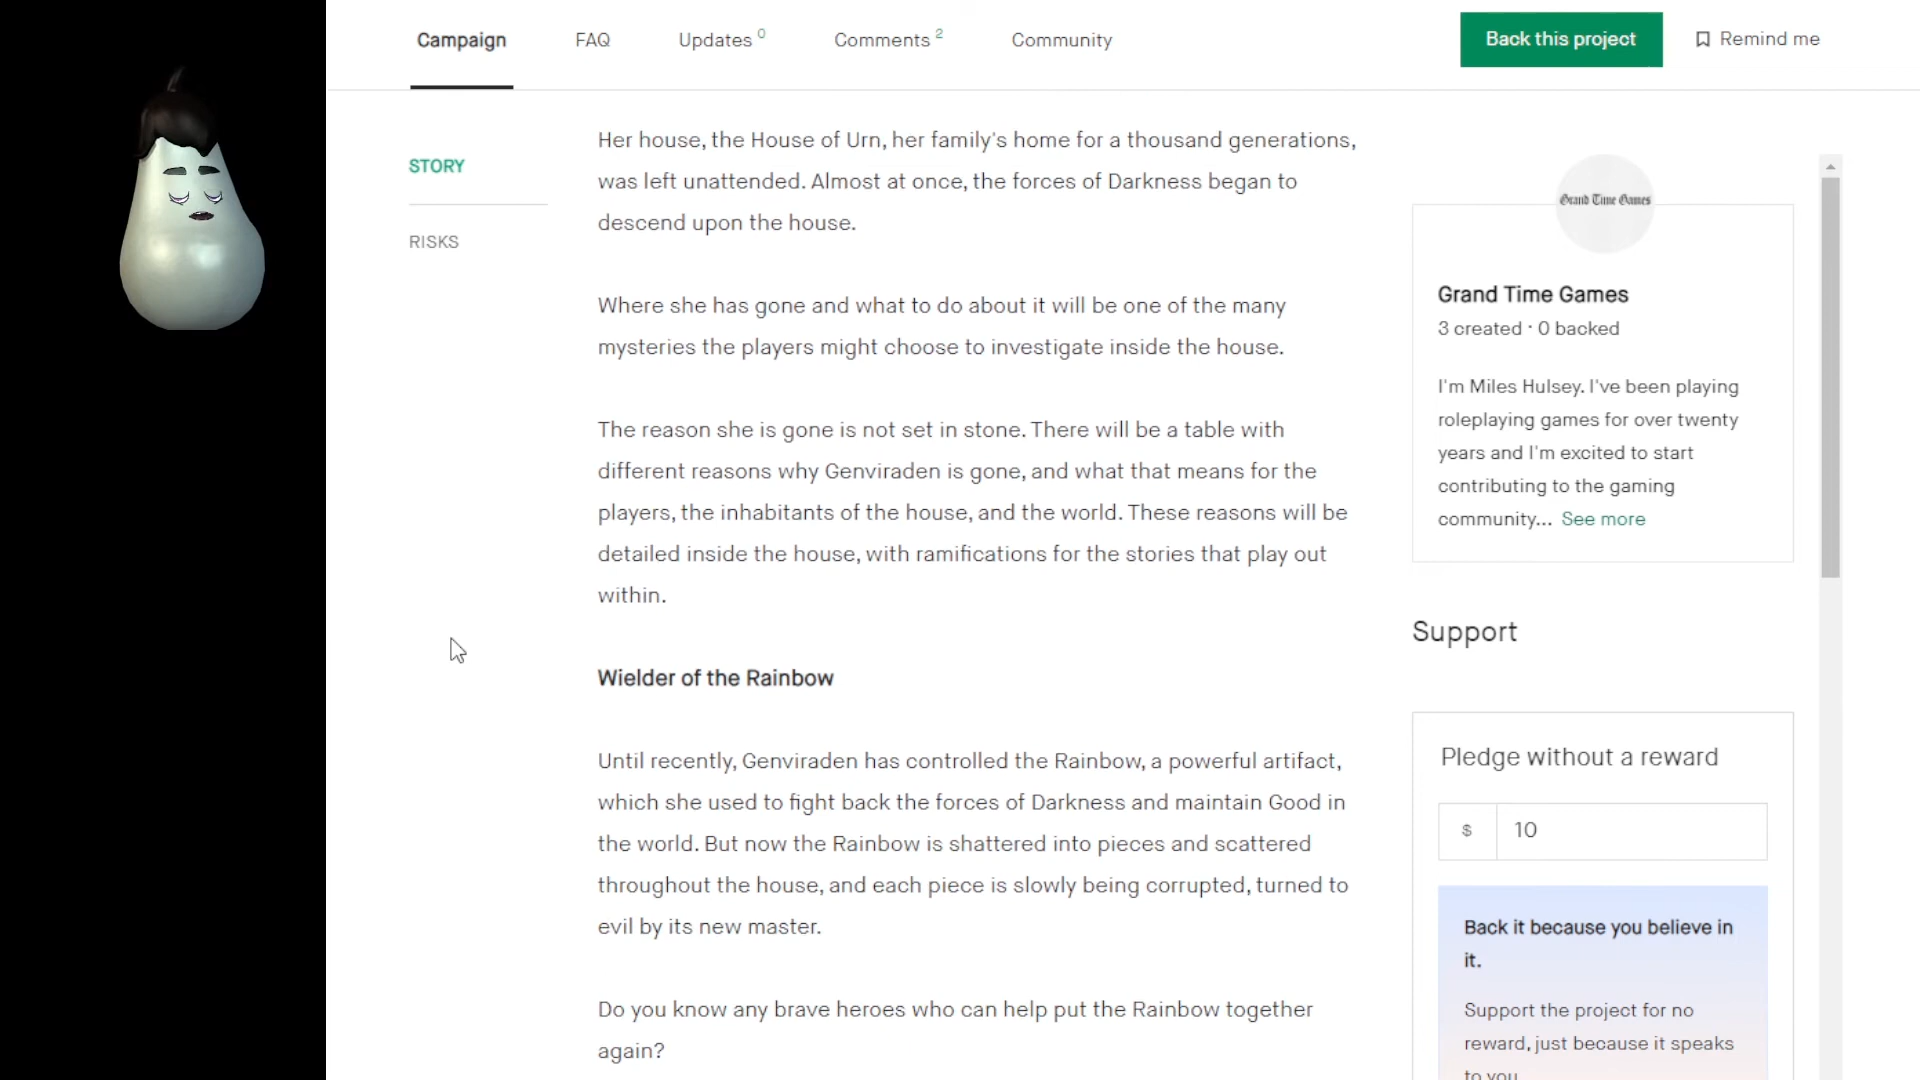 Campaign
FAQ
Updates 0
Comments 2
Community
Back this project
Remind me
STORY
RISKS
Her house, the House of Urn, her family's home for a thousand generations,
was left unattended. Almost at once, the forces of Darkness began to
descend upon the house.
Where she has gone and what to do about it will be one of the many
mysteries the players might choose to investigate inside the house.
The reason she is gone is not set in stone. There will be a table with
different reasons why Genviraden is gone, and what that means for the
players, the inhabitants of the house, and the world. These reasons will be
detailed inside the house, with ramifications for the stories that play out
within.
Wielder of the Rainbow
Until recently, Genviraden has controlled the Rainbow, a powerful artifact,
which she used to fight back the forces of Darkness and maintain Good in
the world. But now the Rainbow is shattered into pieces and scattered
throughout the house, and each piece is slowly being corrupted, turned to
evil by its new master.
Do you know any brave heroes who can help put the Rainbow together
again?
Grand Time Games
Grand Time Games
3 created · 0 backed
I'm Miles Hulsey. I've been playing
roleplaying games for over twenty
years and I'm excited to start
contributing to the gaming
community... See more
Support
Pledge without a reward
$ 10
Back it because you believe in
it.
Support the project for no
reward, just because it speaks
to you.